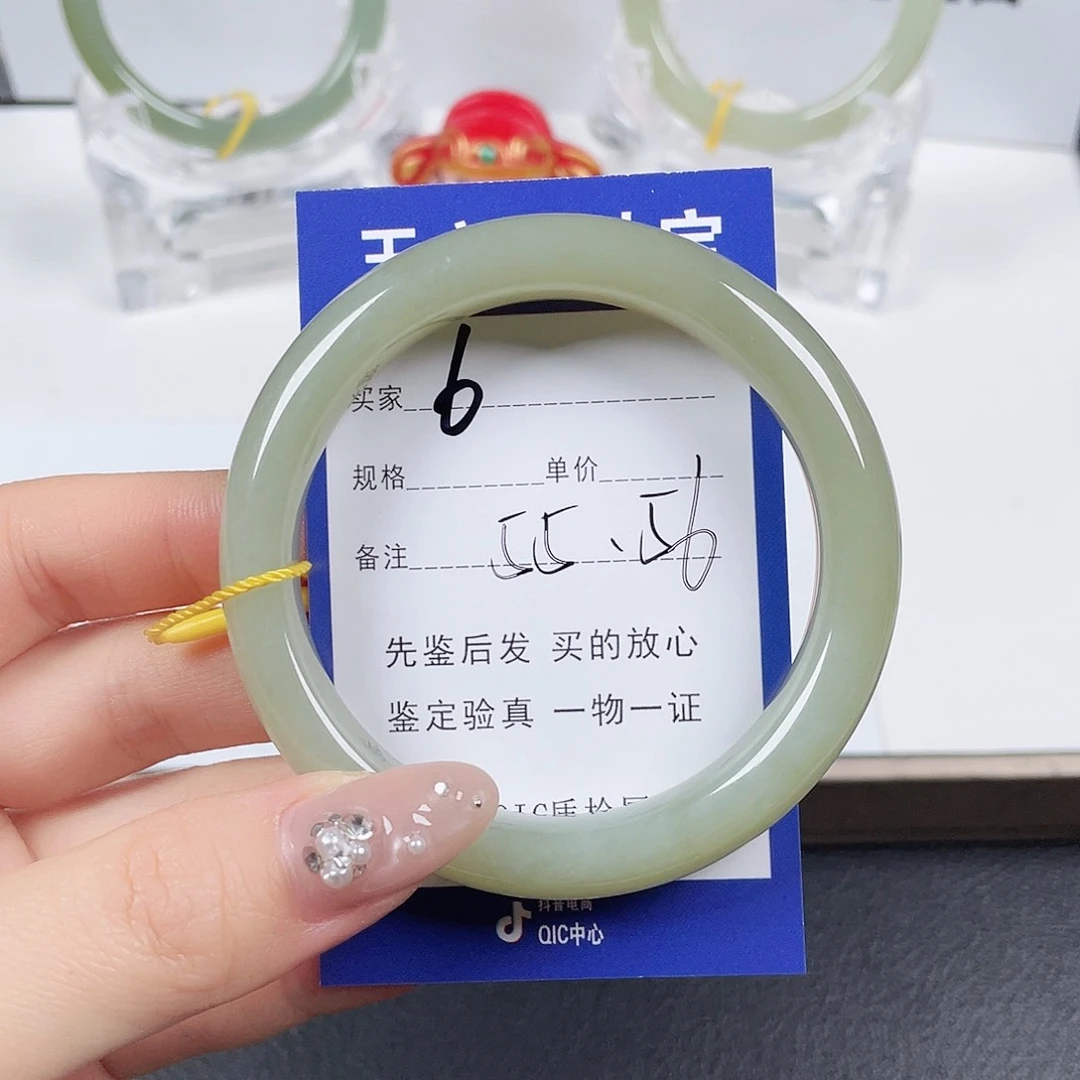 买家 6
规格 单价
备注 55、56
先鉴后发 买的放心
鉴定验真 一物一证
抖音电商
QIC中心